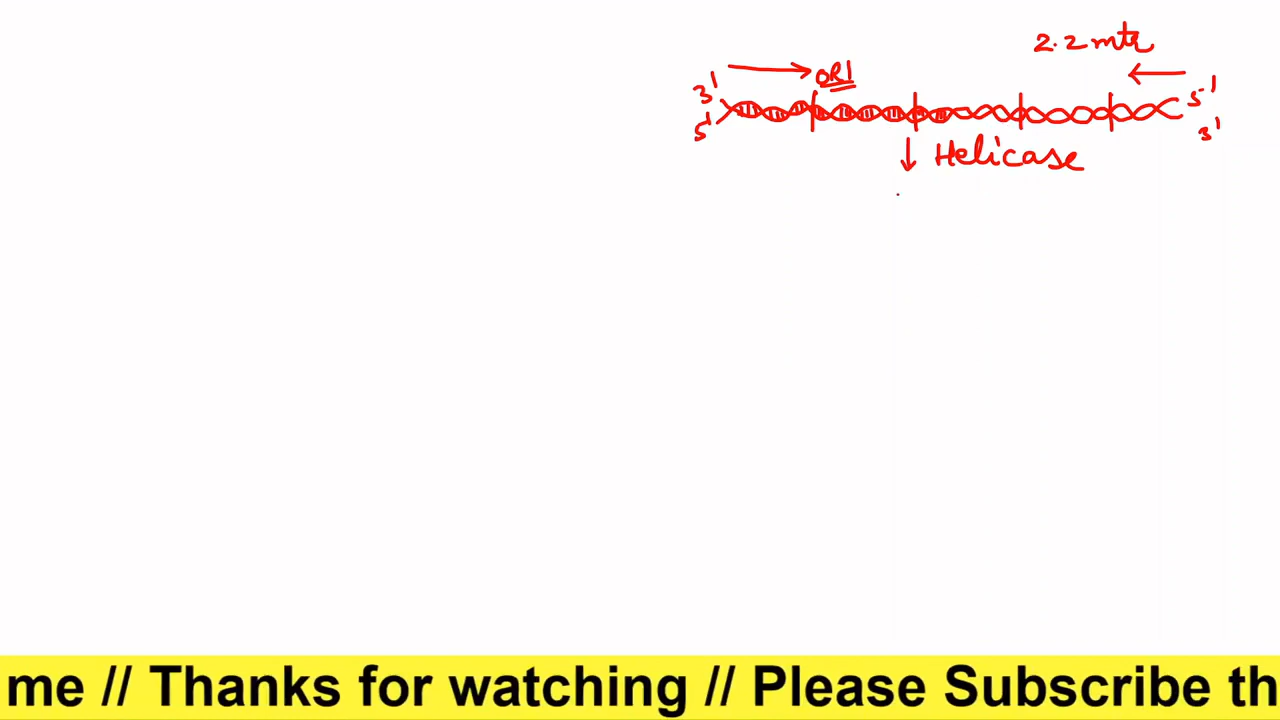 2.2 mtr
ORI
3' 5'
5' 3'
Helicase
me // Thanks for watching // Please Subscribe th